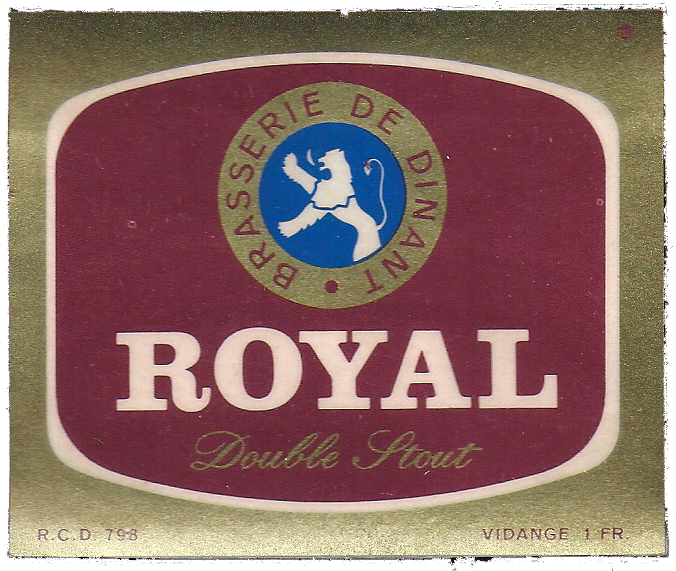 BRASSERIE DE DINANT
ROYAL
Double Stout
R.C.D. 798
VIDANGE 1 FR.